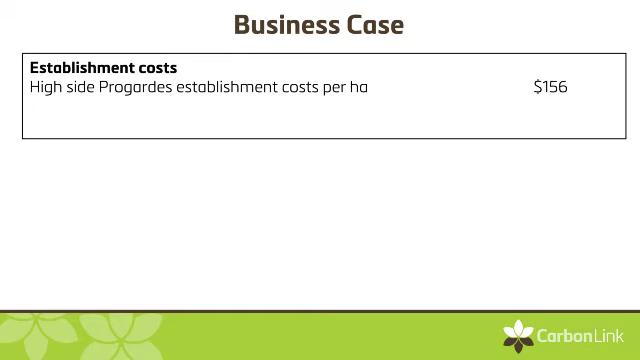 Business Case
Establishment costs
High side Progardes establishment costs per ha $156
CarbonLink